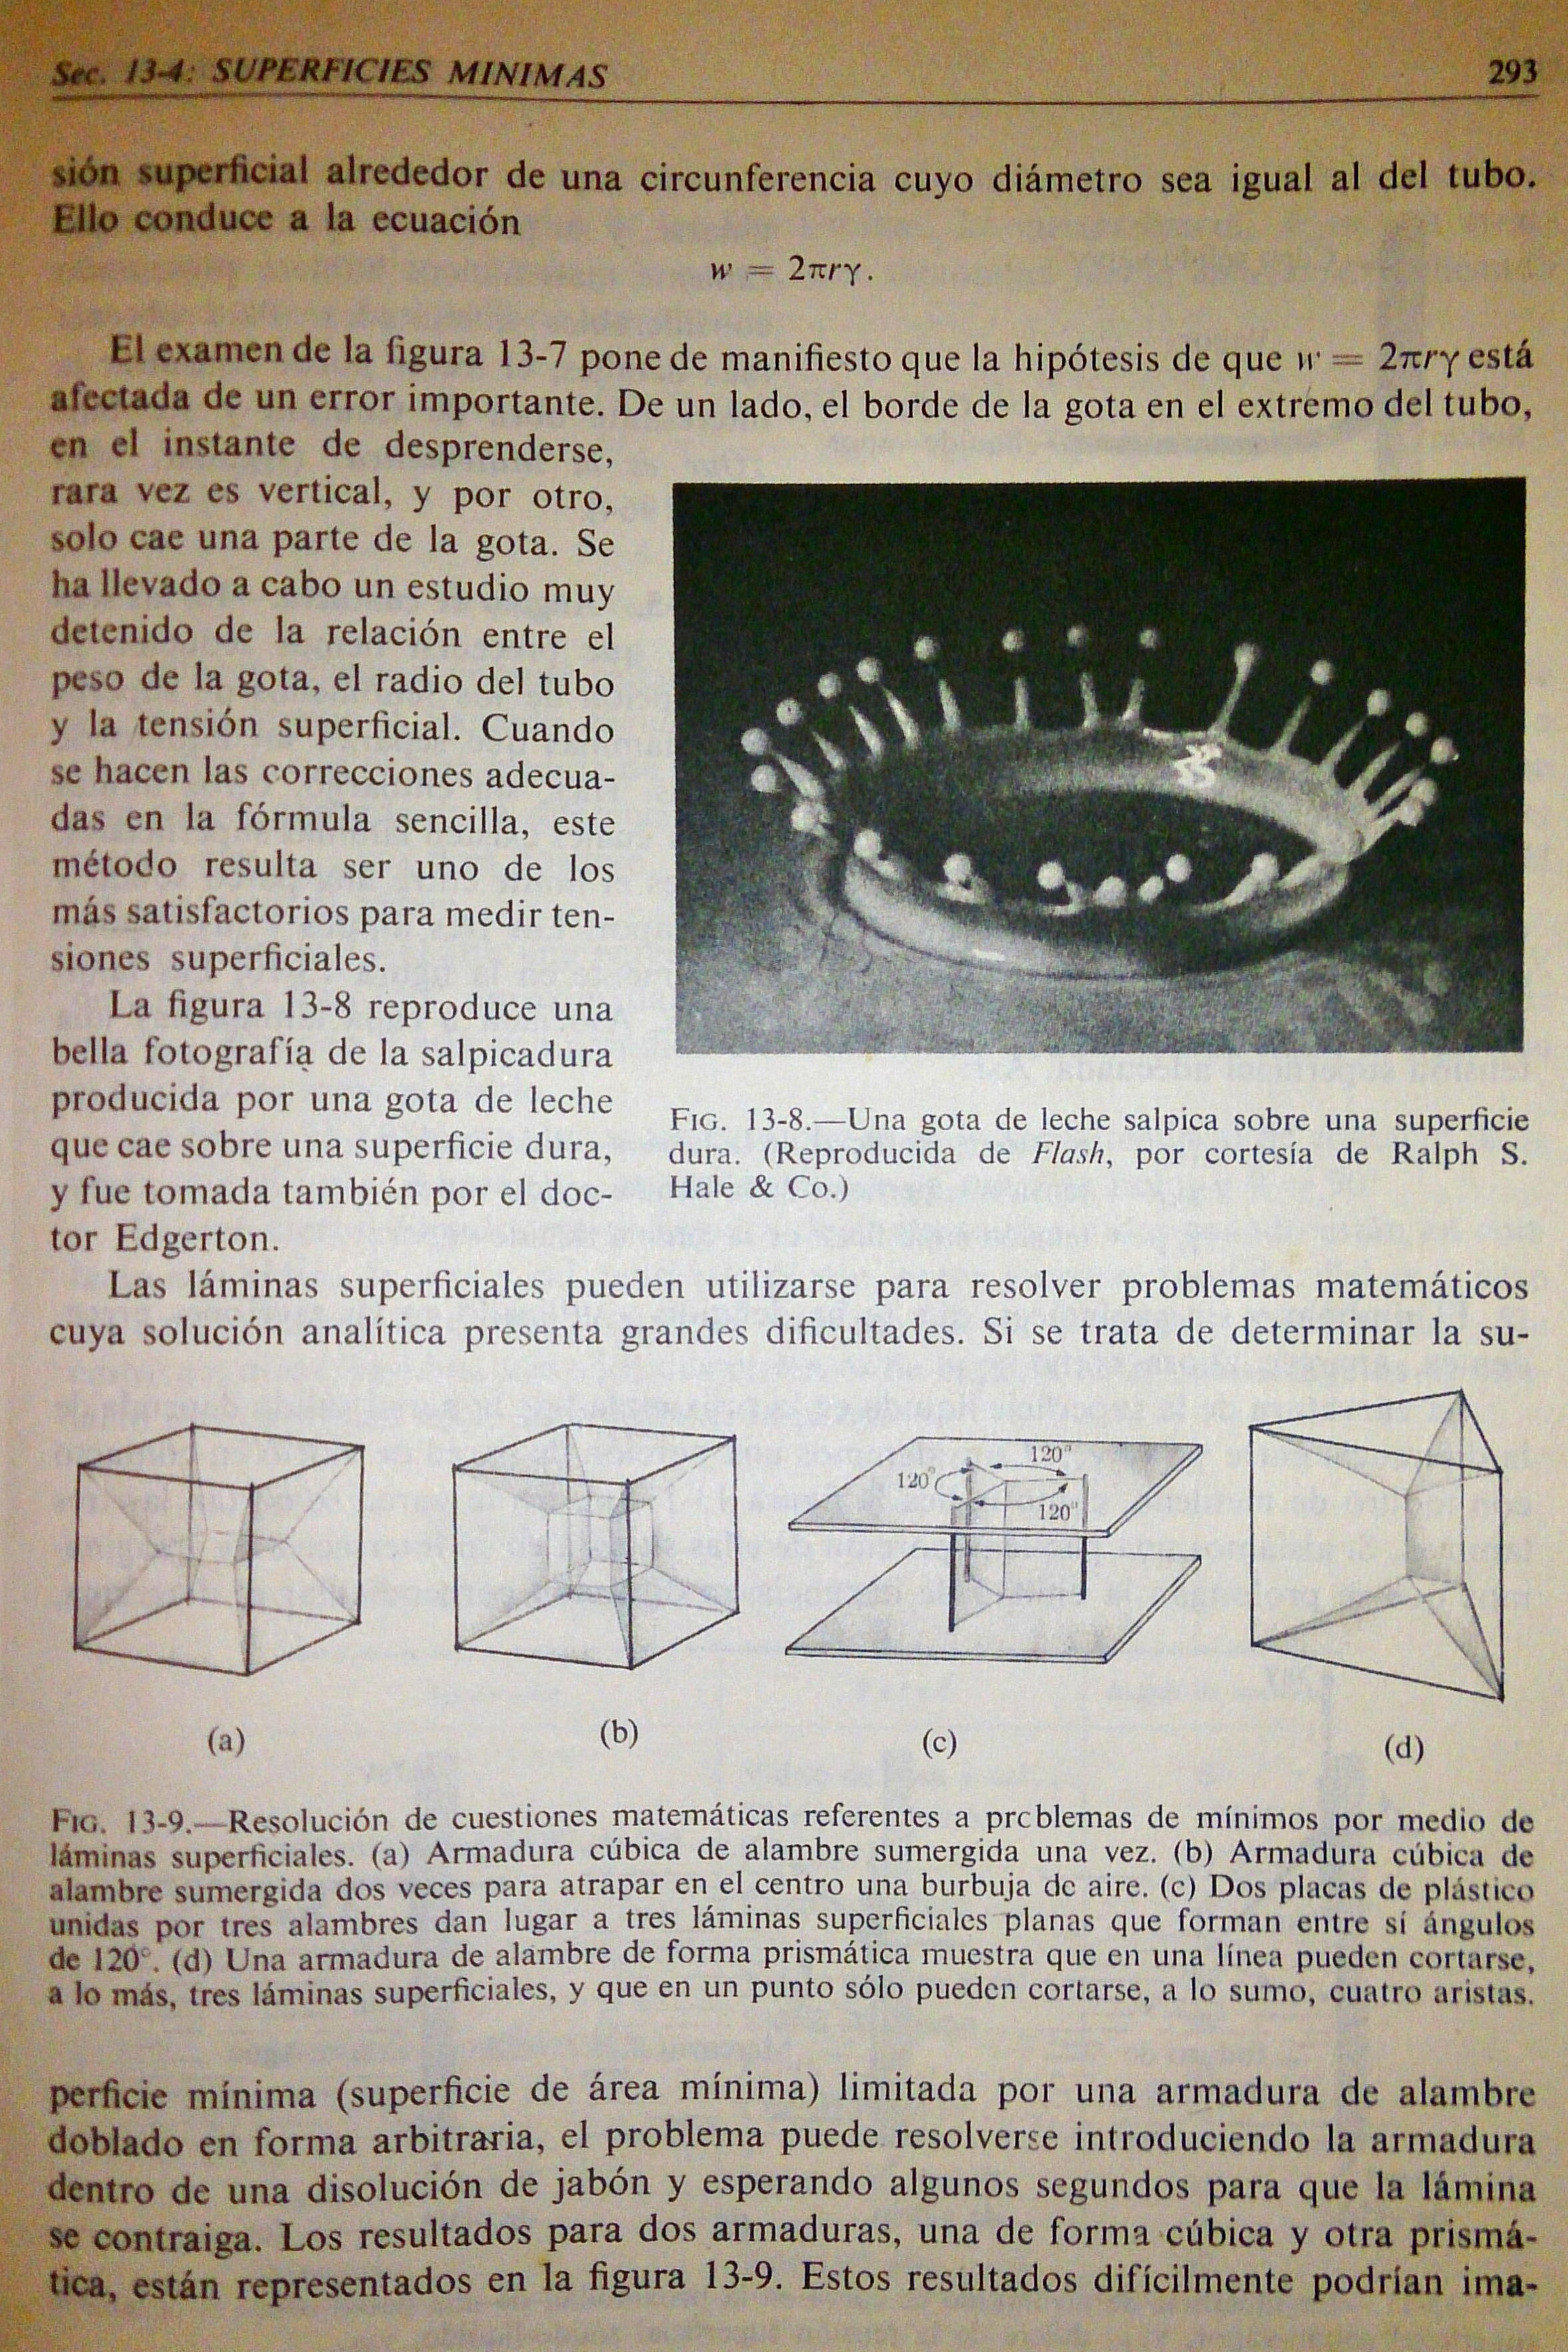 Sec. 13-4: SUPERFICIES MINIMAS
293
sión superficial alrededor de una circunferencia cuyo diámetro sea igual al del tubo.
Ello conduce a la ecuación
w = 2πrγ.
El examen de la figura 13-7 pone de manifiesto que la hipótesis de que w = 2πrγ está
afectada de un error importante. De un lado, el borde de la gota en el extremo del tubo,
en el instante de desprenderse,
rara vez es vertical, y por otro,
solo cae una parte de la gota. Se
ha llevado a cabo un estudio muy
detenido de la relación entre el
peso de la gota, el radio del tubo
y la tensión superficial. Cuando
se hacen las correcciones adecua-
das en la fórmula sencilla, este
método resulta ser uno de los
más satisfactorios para medir ten-
siones superficiales.
La figura 13-8 reproduce una
bella fotografía de la salpicadura
producida por una gota de leche
que cae sobre una superficie dura,
y fue tomada también por el doc-
tor Edgerton.
FIG. 13-8.—Una gota de leche salpica sobre una superficie
dura. (Reproducida de Flash, por cortesía de Ralph S.
Hale & Co.)
Las láminas superficiales pueden utilizarse para resolver problemas matemáticos
cuya solución analítica presenta grandes dificultades. Si se trata de determinar la su-
120°
120°
120°
(a)
(b)
(c)
(d)
FIG. 13-9.—Resolución de cuestiones matemáticas referentes a problemas de mínimos por medio de
láminas superficiales. (a) Armadura cúbica de alambre sumergida una vez. (b) Armadura cúbica de
alambre sumergida dos veces para atrapar en el centro una burbuja de aire. (c) Dos placas de plástico
unidas por tres alambres dan lugar a tres láminas superficiales planas que forman entre sí ángulos
de 120°. (d) Una armadura de alambre de forma prismática muestra que en una línea pueden cortarse,
a lo más, tres láminas superficiales, y que en un punto sólo pueden cortarse, a lo sumo, cuatro aristas.
perficie mínima (superficie de área mínima) limitada por una armadura de alambre
doblado en forma arbitraria, el problema puede resolverse introduciendo la armadura
dentro de una disolución de jabón y esperando algunos segundos para que la lámina
se contraiga. Los resultados para dos armaduras, una de forma cúbica y otra prismá-
tica, están representados en la figura 13-9. Estos resultados difícilmente podrían ima-